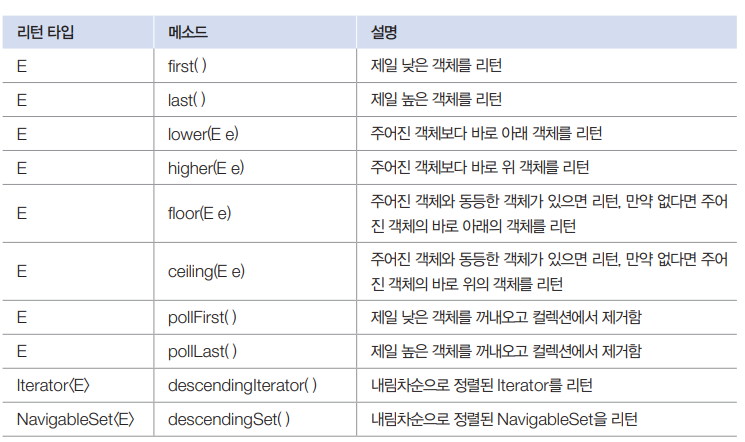 리턴 타입 메소드 설명
E first( ) 제일 낮은 객체를 리턴
E last( ) 제일 높은 객체를 리턴
E lower(E e) 주어진 객체보다 바로 아래 객체를 리턴
E higher(E e) 주어진 객체보다 바로 위 객체를 리턴
E floor(E e) 주어진 객체와 동등한 객체가 있으면 리턴, 만약 없다면 주어
진 객체의 바로 아래의 객체를 리턴
E ceiling(E e) 주어진 객체와 동등한 객체가 있으면 리턴, 만약 없다면 주어
진 객체의 바로 위의 객체를 리턴
E pollFirst( ) 제일 낮은 객체를 꺼내오고 컬렉션에서 제거함
E pollLast( ) 제일 높은 객체를 꺼내오고 컬렉션에서 제거함
Iterator〈E〉 descendingIterator( ) 내림차순으로 정렬된 Iterator를 리턴
NavigableSet〈E〉 descendingSet( ) 내림차순으로 정렬된 NavigableSet을 리턴